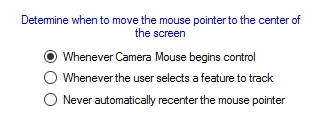 Detemine when to move the mouse pointer to the center of
the screen
Whenever Camera Mouse begins control
Whenever the user selects a feature to track
Never automatically recenter the mouse pointer